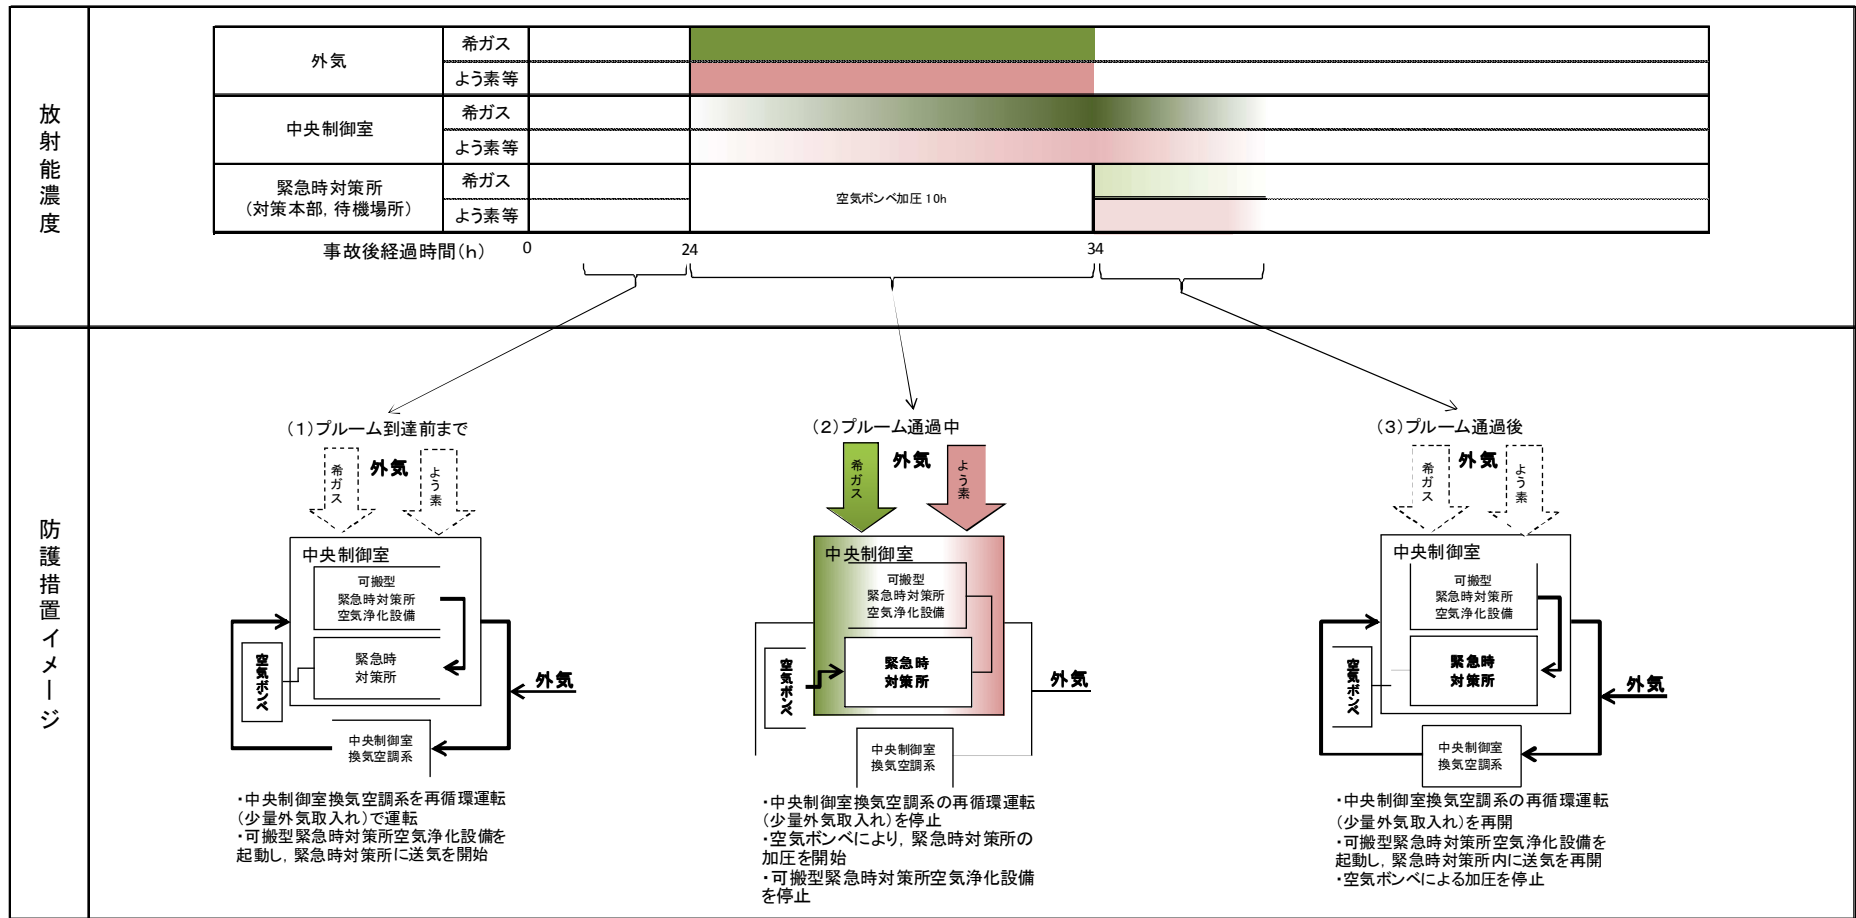 放射能濃度
外気
希ガス
よう素等
中央制御室
希ガス
よう素等
緊急時対策所
（対策本部，待機場所）
希ガス
よう素等
空気ボンベ加圧 10h
事故後経過時間（h）
0
24
34
防護措置イメージ
（１）プルーム到達前まで
希ガス
外気
よう素
中央制御室
可搬型
緊急時対策所
空気浄化設備
緊急時
対策所
空気ボンベ
外気
中央制御室
換気空調系
・中央制御室換気空調系を再循環運転
（少量外気取入れ）で運転
・可搬型緊急時対策所空気浄化設備を
起動し，緊急時対策所に送気を開始
（２）プルーム通過中
希ガス
外気
よう素
中央制御室
可搬型
緊急時対策所
空気浄化設備
緊急時
対策所
空気ボンベ
外気
中央制御室
換気空調系
・中央制御室換気空調系の再循環運転
（少量外気取入れ）を停止
・空気ボンベにより，緊急時対策所の
加圧を開始
・可搬型緊急時対策所空気浄化設備
を停止
（３）プルーム通過後
希ガス
外気
よう素
中央制御室
可搬型
緊急時対策所
空気浄化設備
緊急時
対策所
空気ボンベ
外気
中央制御室
換気空調系
・中央制御室換気空調系の再循環運転
（少量外気取入れ）を再開
・可搬型緊急時対策所空気浄化設備を
起動し，緊急時対策所内に送気を再開
・空気ボンベによる加圧を停止